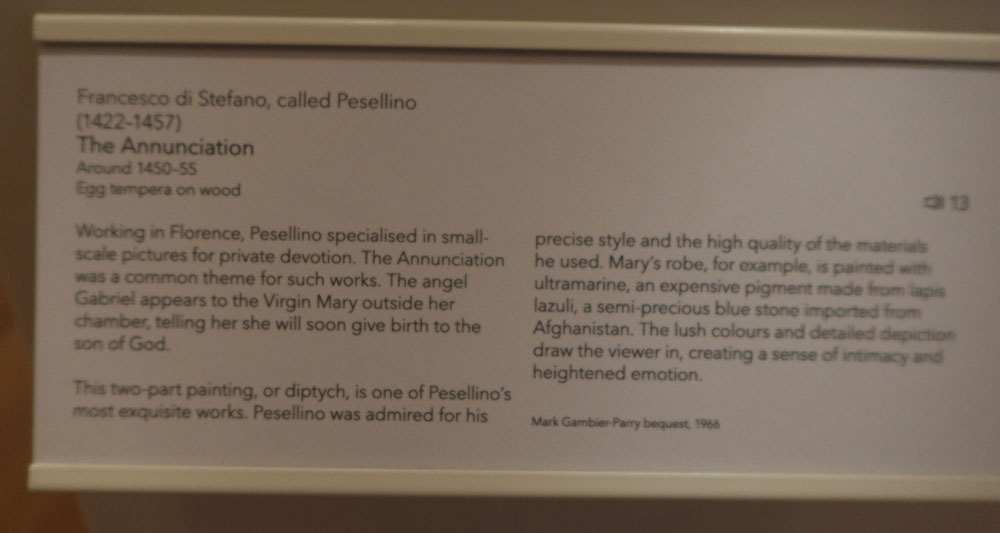 Francesco di Stefano, called Pesellino
(1422-1457)
The Annunciation
Around 1450-55
Egg tempera on wood
Working in Florence, Pesellino specialised in small-
scale pictures for private devotion. The Annunciation
was a common theme for such works. The angel
Gabriel appears to the Virgin Mary outside her
chamber, telling her she will soon give birth to the
son of God.
This two-part painting, or diptych, is one of Pesellino's
most exquisite works. Pesellino was admired for his
13
precise style and the high quality of the materials
he used. Mary's robe, for example, is painted with
ultramarine, an expensive pigment made from lapis
lazuli, a semi-precious blue stone imported from
Afghanistan. The lush colours and detailed depiction
draw the viewer in, creating a sense of intimacy and
heightened emotion.
Mark Gambier-Parry bequest, 1966